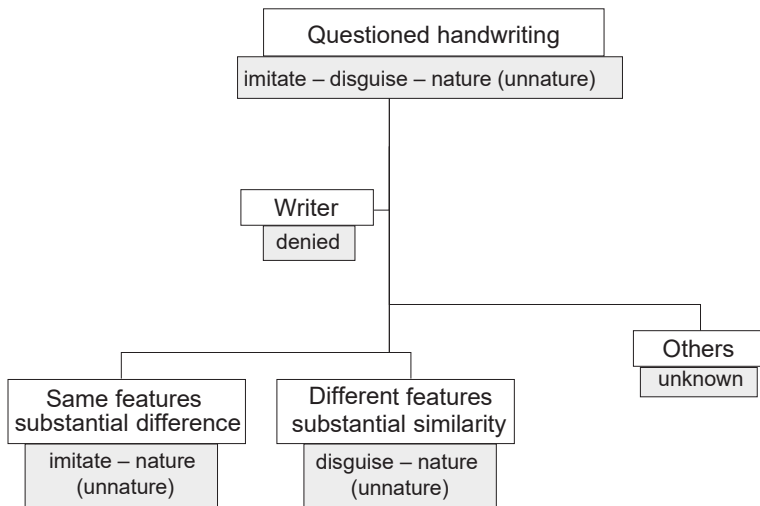 Questioned handwriting
imitate – disguise – nature (unnature)
Writer
denied
Others
unknown
Same features
substantial difference
imitate – nature
(unnature)
Different features
substantial similarity
disguise – nature
(unnature)